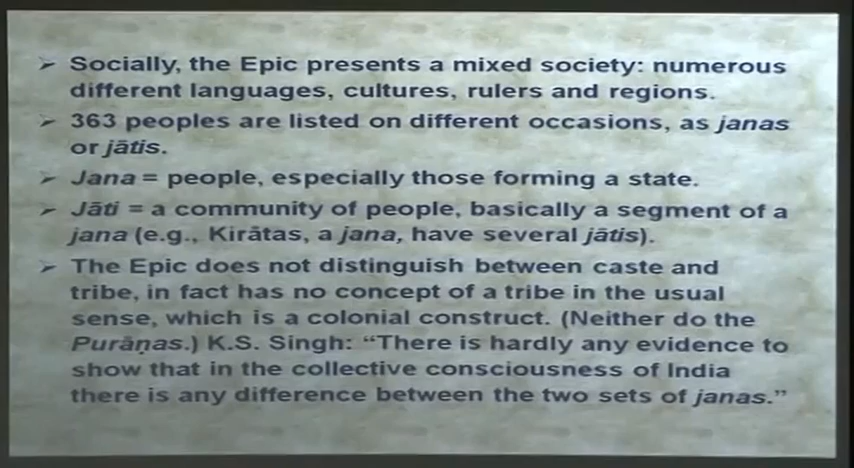 ➢ Socially, the Epic presents a mixed society: numerous
different languages, cultures, rulers and regions.
➢ 363 peoples are listed on different occasions, as janas
or jātis.
➢ Jana = people, especially those forming a state.
➢ Jāti = a community of people, basically a segment of a
jana (e.g., Kirātas, a jana, have several jātis).
➢ The Epic does not distinguish between caste and
tribe, in fact has no concept of a tribe in the usual
sense, which is a colonial construct. (Neither do the
Purāṇas.) K.S. Singh: “There is hardly any evidence to
show that in the collective consciousness of India
there is any difference between the two sets of janas.”